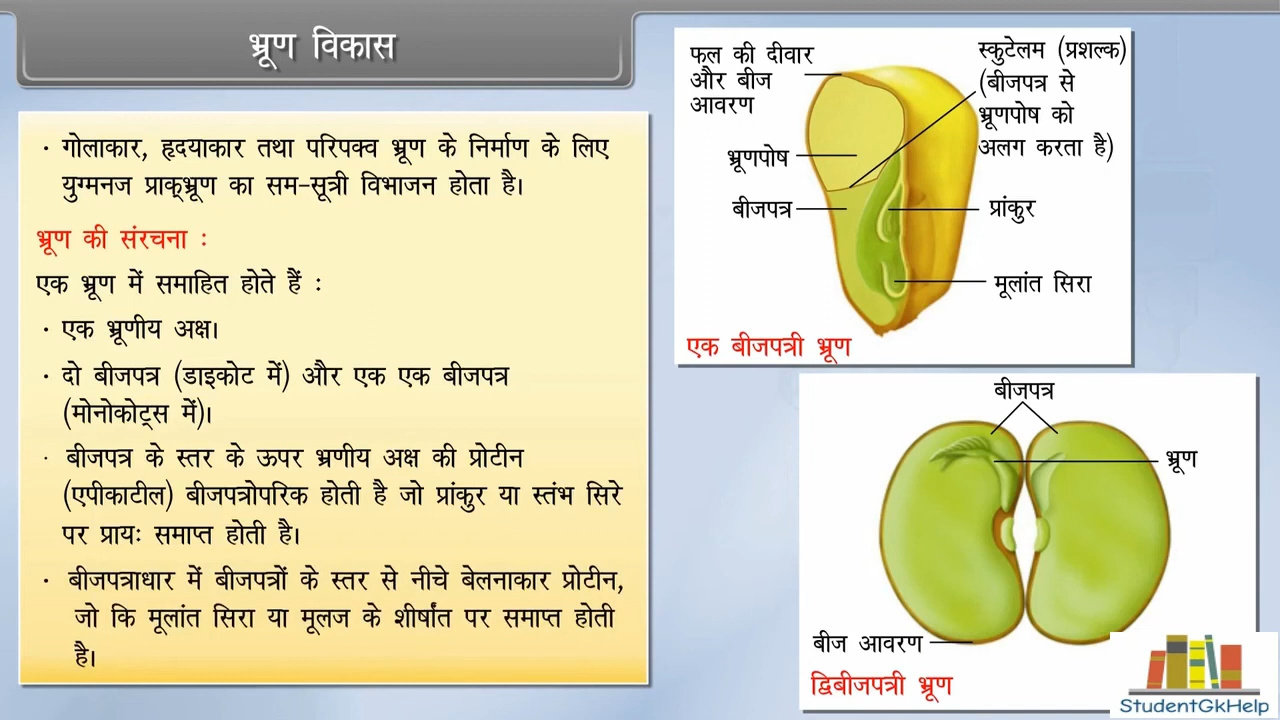 भ्रूण विकास
· गोलाकार, हृदयाकार तथा परिपक्व भ्रूण के निर्माण के लिए
युग्मनज प्राक्‌भ्रूण का सम-सूत्री विभाजन होता है।
भ्रूण की संरचना :
एक भ्रूण में समाहित होते हैं :
· एक भ्रूणीय अक्ष।
· दो बीजपत्र (डाइकोट में) और एक एक बीजपत्र
(मोनोकोट्स में)।
· बीजपत्र के स्तर के ऊपर भ्रणीय अक्ष की प्रोटीन
(एपीकाटील) बीजपत्रोपरिक होती है जो प्रांकुर या स्तंभ सिरे
पर प्रायः समाप्त होती है।
· बीजपत्राधार में बीजपत्रों के स्तर से नीचे बेलनाकार प्रोटीन,
जो कि मूलांत सिरा या मूलज के शीर्षांत पर समाप्त होती
है।
फल की दीवार
और बीज
आवरण
भ्रूणपोष
बीजपत्र
स्कुटेलम (प्रशल्क)
(बीजपत्र से
भ्रूणपोष को
अलग करता है)
प्रांकुर
मूलांत सिरा
एक बीजपत्री भ्रूण
बीजपत्र
भ्रूण
बीज आवरण
द्विबीजपत्री भ्रूण
StudentGkHelp